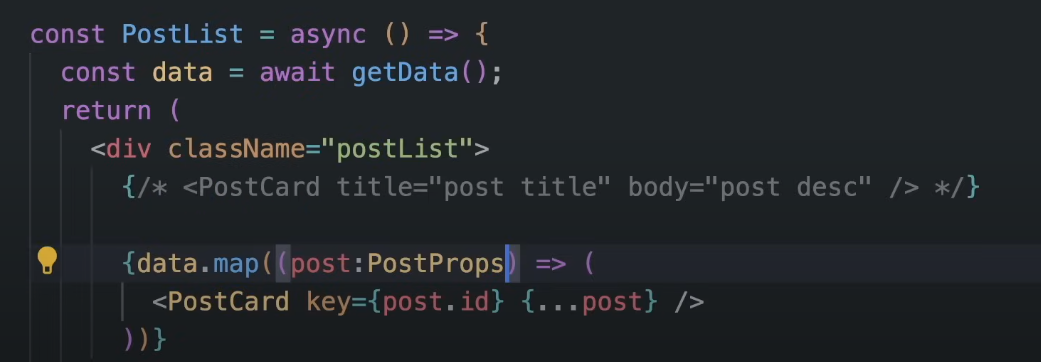 const PostList = async () => {
const data = await getData();
return (
<div className="postList">
{/* <PostCard title="post title" body="post desc" /> */}
{data.map((post:PostProps) => (
<PostCard key={post.id} {...post} />
))}